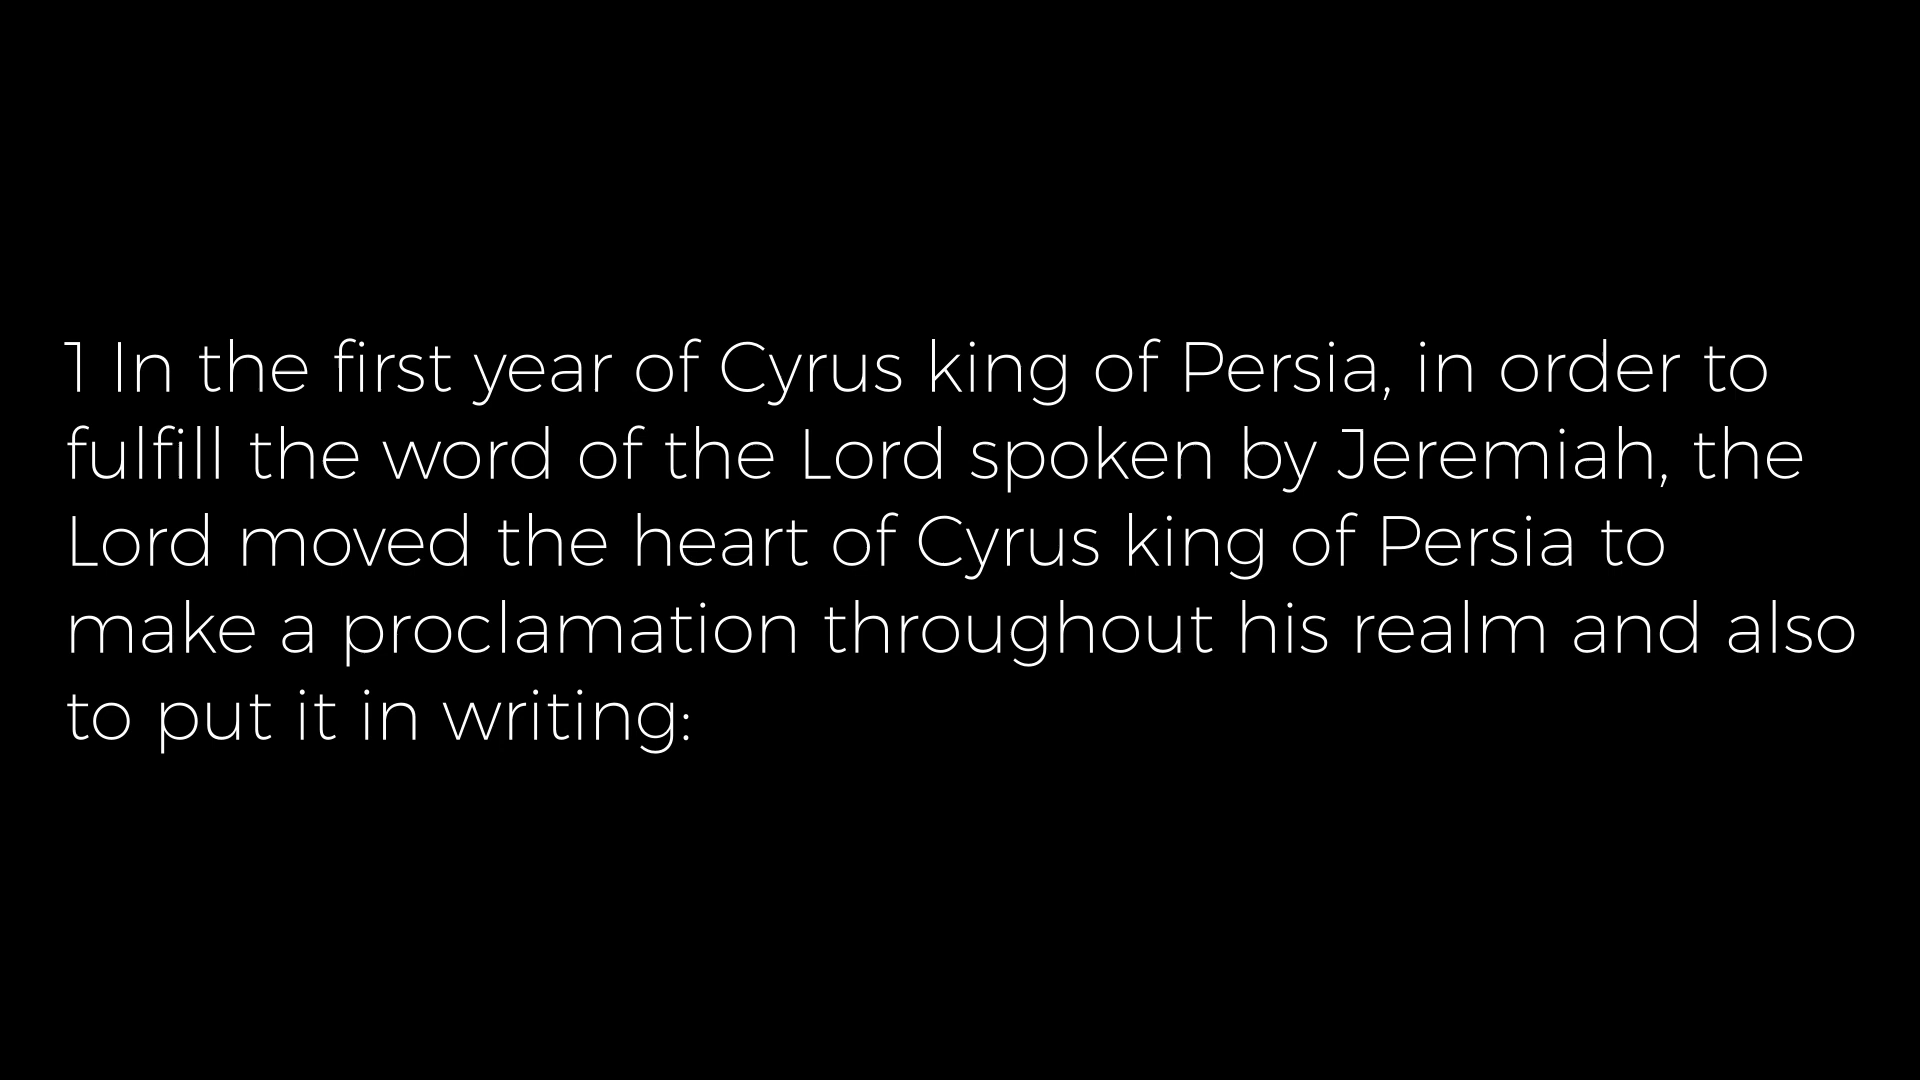 1 In the first year of Cyrus king of Persia, in order to
fulfill the word of the Lord spoken by Jeremiah, the
Lord moved the heart of Cyrus king of Persia to
make a proclamation throughout his realm and also
to put it in writing: